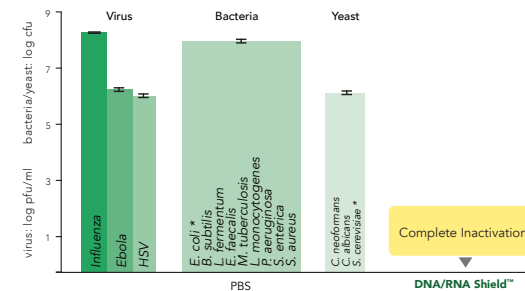 Virus
Bacteria
Yeast
virus: log pfu/ml bacteria/yeast: log cfu
9
7
5
3
1
Influenza
Ebola
HSV
E. coli *
B. subtilis
L. fermentum
E. faecalis
M. tuberculosis
L. monocytogenes
P. aeruginosa
S. enterica
S. aureus
C. neoformans
C. albicans
S. cerevisiae *
Complete Inactivation
PBS
DNA/RNA Shield™